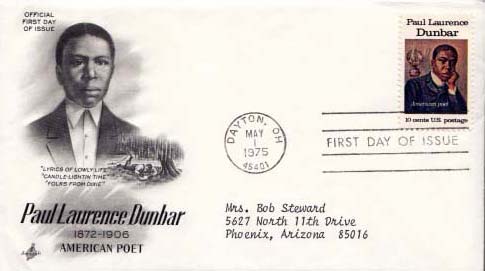 OFFICIAL
FIRST DAY
OF ISSUE
"LYRICS OF LOWLY LIFE"
"CANDLE-LIGHTIN' TIME"
"FOLKS FROM DIXIE"
Paul Laurence Dunbar
1872-1906
AMERICAN POET
Paul Laurence
Dunbar
American poet
10 cents U.S. postage
DAYTON, OH
MAY
1
1975
45401
FIRST DAY OF ISSUE
Mrs. Bob Steward
5627 North 11th Drive
Phoenix, Arizona 85016